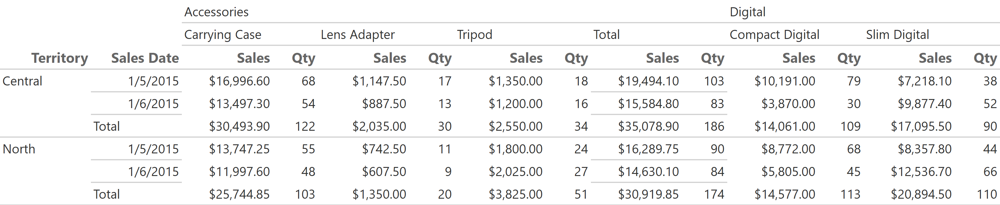 Accessories Digital
Carrying Case Lens Adapter Tripod Total Compact Digital Slim Digital
Territory Sales Date Sales Qty Sales Qty Sales Qty Sales Qty Sales Qty Sales Qty
Central 1/5/2015 $16,996.60 68 $1,147.50 17 $1,350.00 18 $19,494.10 103 $10,191.00 79 $7,218.10 38
1/6/2015 $13,497.30 54 $887.50 13 $1,200.00 16 $15,584.80 83 $3,870.00 30 $9,877.40 52
Total $30,493.90 122 $2,035.00 30 $2,550.00 34 $35,078.90 186 $14,061.00 109 $17,095.50 90
North 1/5/2015 $13,747.25 55 $742.50 11 $1,800.00 24 $16,289.75 90 $8,772.00 68 $8,357.80 44
1/6/2015 $11,997.60 48 $607.50 9 $2,025.00 27 $14,630.10 84 $5,805.00 45 $12,536.70 66
Total $25,744.85 103 $1,350.00 20 $3,825.00 51 $30,919.85 174 $14,577.00 113 $20,894.50 110